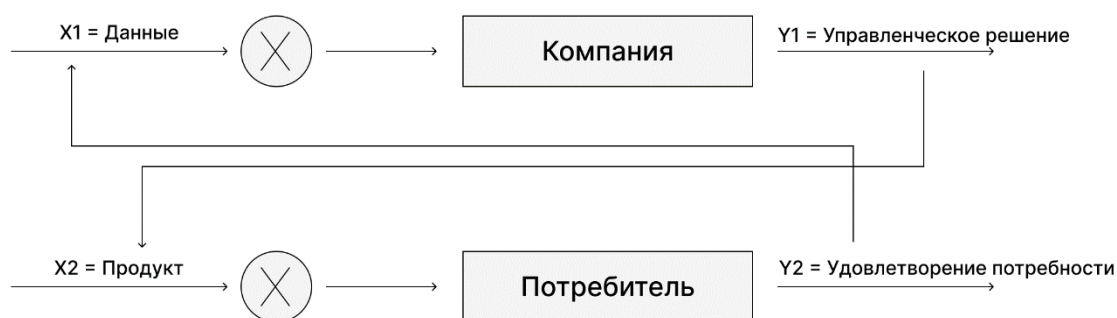 X1 = Данные
Компания
Y1 = Управленческое решение
X2 = Продукт
Потребитель
Y2 = Удовлетворение потребности